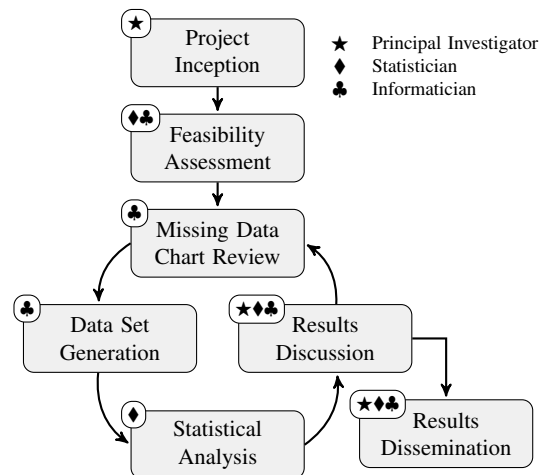 ★
Project
Inception
★ Principal Investigator
♦ Statistician
♣ Informatician
♦♣
Feasibility
Assessment
♣
Missing Data
Chart Review
♣
Data Set
Generation
★♦♣
Results
Discussion
♦
Statistical
Analysis
★♦♣
Results
Dissemination